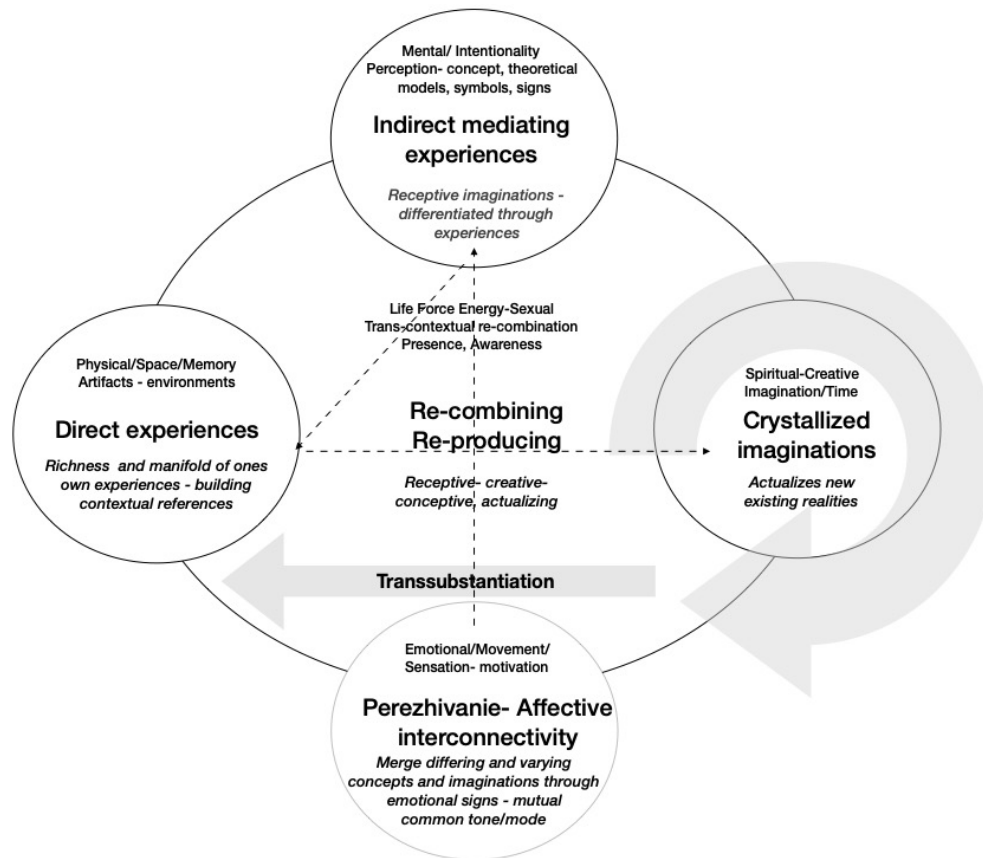 Mental/ Intentionality
Perception- concept, theoretical
models, symbols, signs
Indirect mediating
experiences
Receptive imaginations -
differentiated through
experiences
Life Force Energy-Sexual
Trans-contextual re-combination
Presence, Awareness
Physical/Space/Memory
Artifacts - environments
Direct experiences
Richness and manifold of ones
own experiences - building
contextual references
Re-combining
Re-producing
Receptive- creative-
conceptive, actualizing
Spiritual-Creative
Imagination/Time
Crystallized
imaginations
Actualizes new
existing realities
Transsubstantiation
Emotional/Movement/
Sensation- motivation
Perezhivanie- Affective
interconnectivity
Merge differing and varying
concepts and imaginations through
emotional signs - mutual
common tone/mode